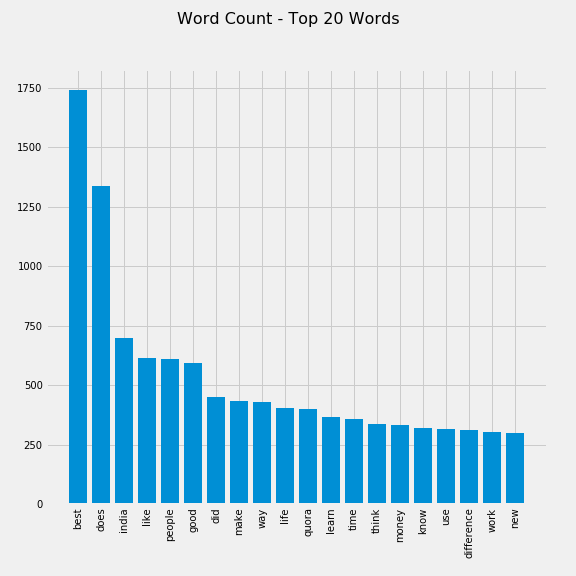 Word Count - Top 20 Words
1750
1500
1250
1000
750
500
250
0
best
does
india
like
people
good
did
make
way
life
quora
learn
time
think
money
know
use
difference
work
new